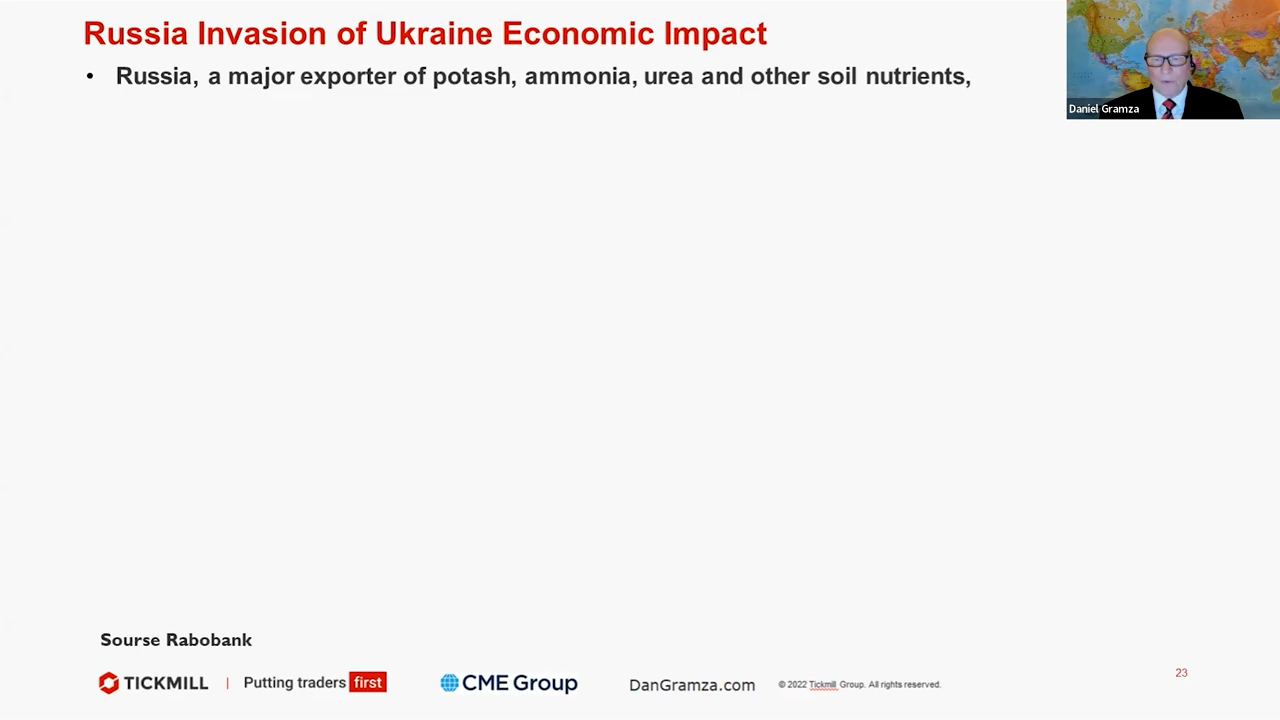 Russia Invasion of Ukraine Economic Impact
• Russia, a major exporter of potash, ammonia, urea and other soil nutrients,
Daniel Gramza
Sourse Rabobank
TICKMILL | Putting traders first
CME Group
DanGramza.com
© 2022 Tickmill Group. All rights reserved.
23